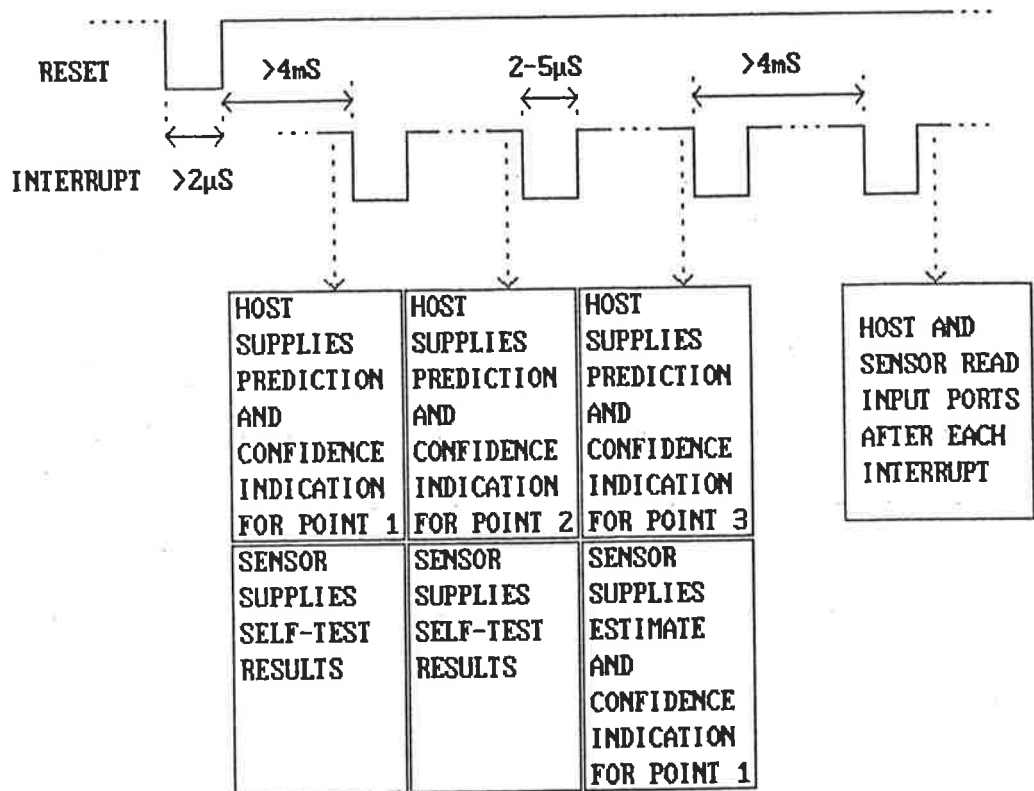 RESET
>4mS
2-5µS
>4mS
INTERRUPT
>2µS
HOST
SUPPLIES
PREDICTION
AND
CONFIDENCE
INDICATION
FOR POINT 1
HOST
SUPPLIES
PREDICTION
AND
CONFIDENCE
INDICATION
FOR POINT 2
HOST
SUPPLIES
PREDICTION
AND
CONFIDENCE
INDICATION
FOR POINT 3
HOST AND
SENSOR READ
INPUT PORTS
AFTER EACH
INTERRUPT
SENSOR
SUPPLIES
SELF-TEST
RESULTS
SENSOR
SUPPLIES
SELF-TEST
RESULTS
SENSOR
SUPPLIES
ESTIMATE
AND
CONFIDENCE
INDICATION
FOR POINT 1